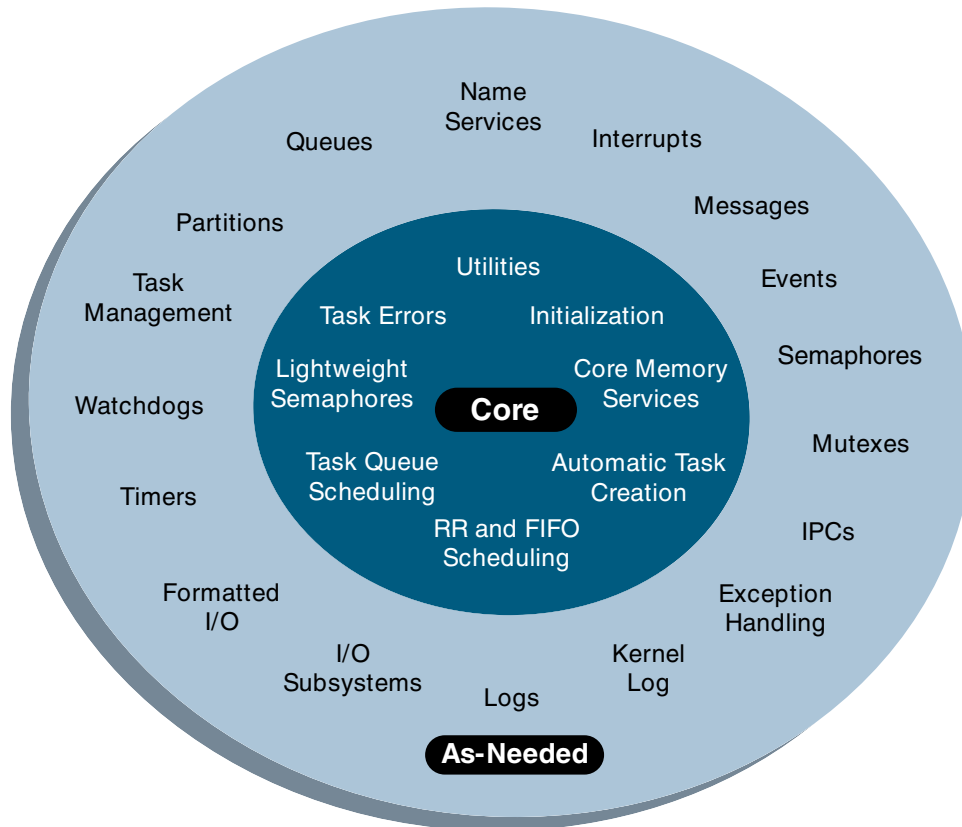 Name
Services
Queues
Interrupts
Partitions
Messages
Task
Management
Events
Semaphores
Watchdogs
Mutexes
Timers
IPCs
Formatted
I/O
Exception
Handling
I/O
Subsystems
Kernel
Log
Logs
As-Needed
Utilities
Task Errors
Initialization
Lightweight
Semaphores
Core Memory
Services
Core
Task Queue
Scheduling
Automatic Task
Creation
RR and FIFO
Scheduling